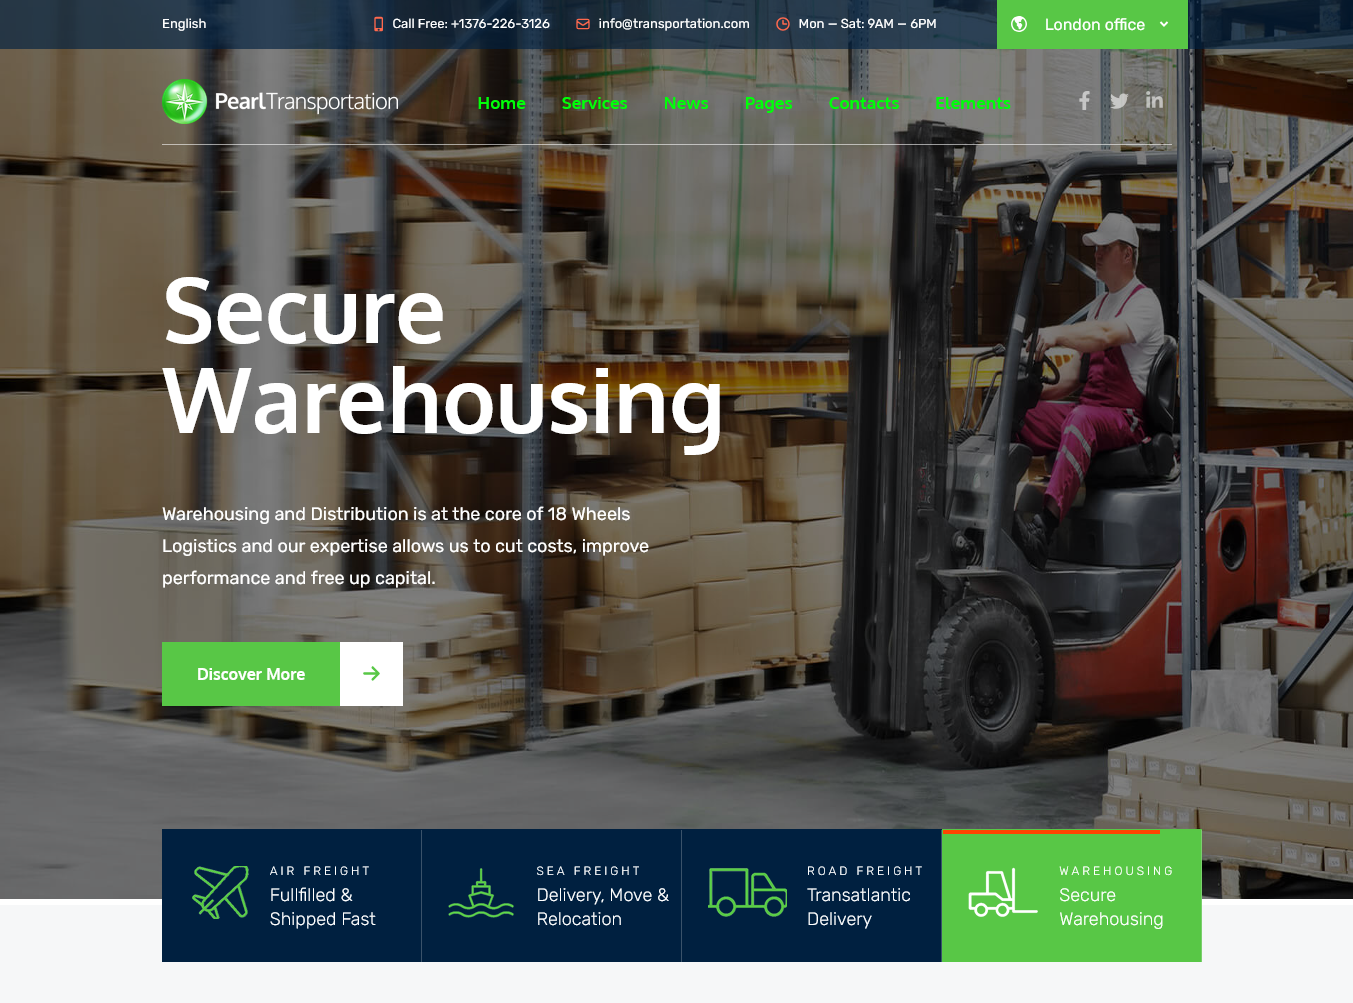 English
Call Free: +1376-226-3126
info@transportation.com
Mon — Sat: 9AM — 6PM
London office
PearlTransportation
Home
Services
News
Pages
Contacts
Elements
Secure
Warehousing
Warehousing and Distribution is at the core of 18 Wheels
Logistics and our expertise allows us to cut costs, improve
performance and free up capital.
Discover More
AIR FREIGHT
Fullfilled &
Shipped Fast
SEA FREIGHT
Delivery, Move &
Relocation
ROAD FREIGHT
Transatlantic
Delivery
WAREHOUSING
Secure
Warehousing